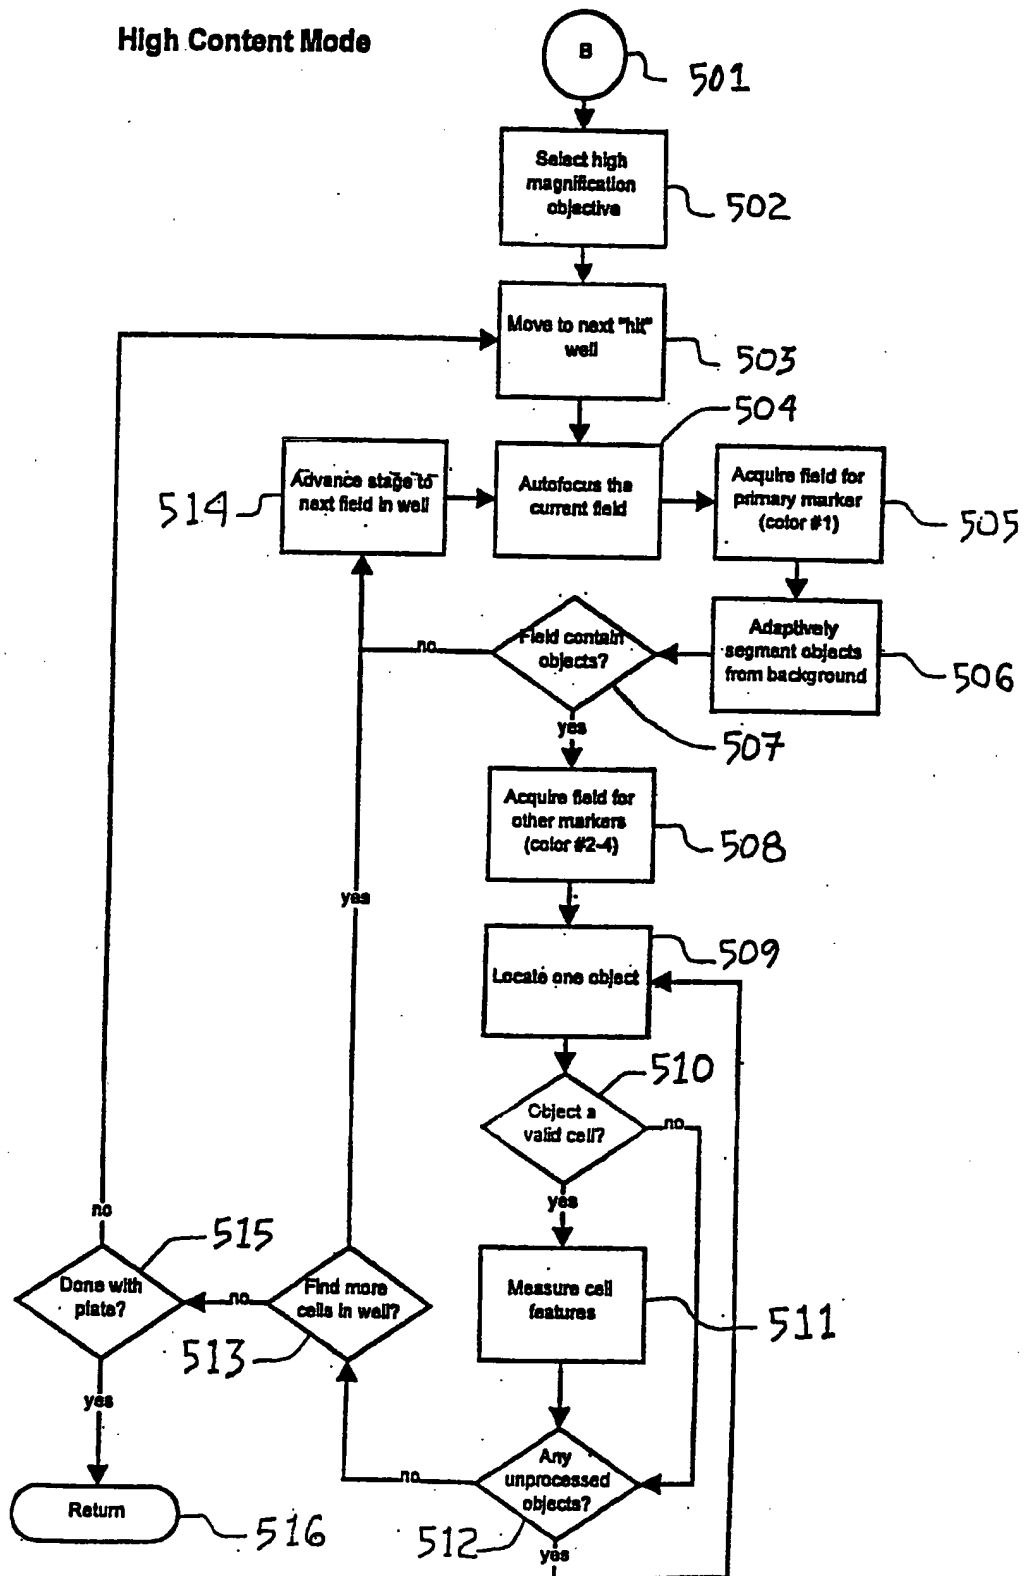 High Content Mode
B
501
Select high
magnification
objective
502
Move to next "hit"
well
503
504
Advance stage to
next field in well
514
Autofocus the
current field
Acquire field for
primary marker
(color #1)
505
Field contain
objects?
no
Adaptively
segment objects
from background
506
yes
507
Acquire field for
other markers
(color #2-4)
508
yes
Locate one object
509
Object a
valid cell?
510
no
yes
no
Done with
plate?
515
no
Find more
cells in well?
513
Measure cell
features
511
yes
Any
unprocessed
objects?
no
512
yes
Return
516